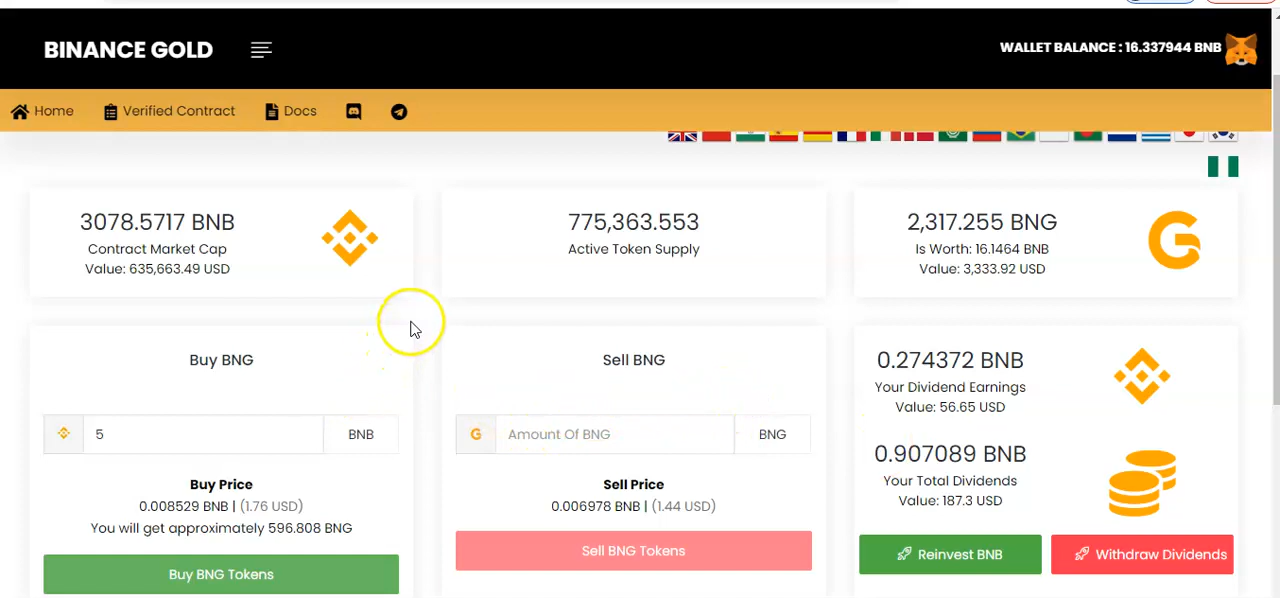 BINANCE GOLD
WALLET BALANCE : 16.337944 BNB
Home
Verified Contract
Docs
3078.5717 BNB
Contract Market Cap
Value: 635,663.49 USD
775,363.553
Active Token Supply
2,317.255 BNG
Is Worth: 16.1464 BNB
Value: 3,333.92 USD
Buy BNG
5
BNB
Buy Price
0.008529 BNB | (1.76 USD)
You will get approximately 596.808 BNG
Buy BNG Tokens
Sell BNG
Amount Of BNG
BNG
Sell Price
0.006978 BNB | (1.44 USD)
Sell BNG Tokens
0.274372 BNB
Your Dividend Earnings
Value: 56.65 USD
0.907089 BNB
Your Total Dividends
Value: 187.3 USD
Reinvest BNB
Withdraw Dividends